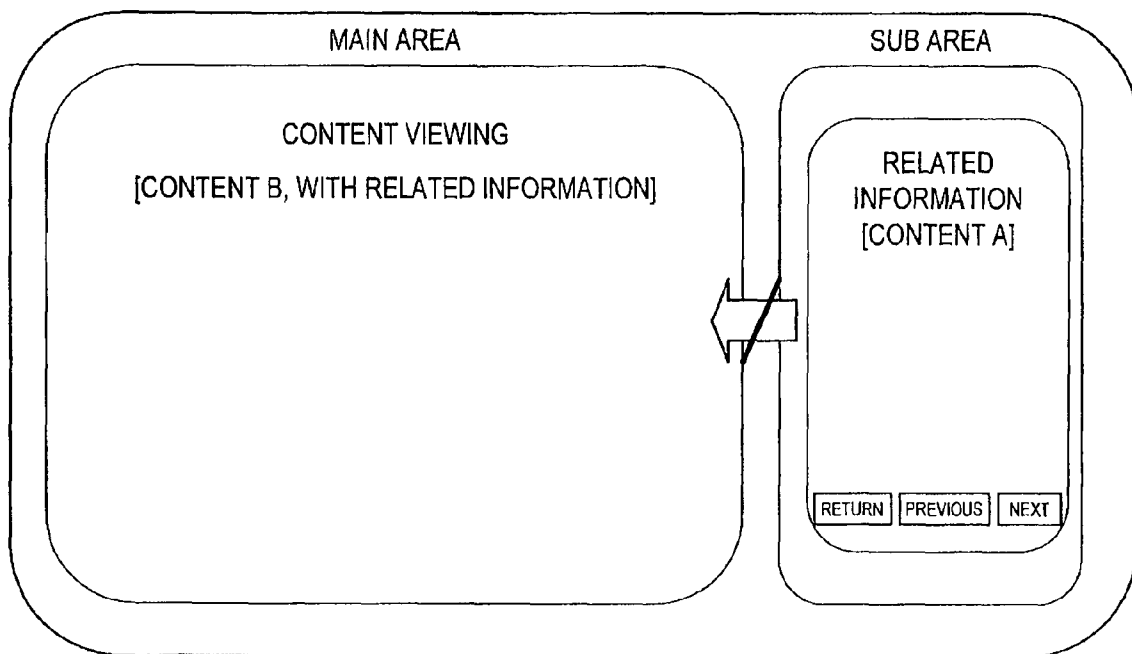 MAIN AREA
CONTENT VIEWING
[CONTENT B, WITH RELATED INFORMATION]
SUB AREA
RELATED
INFORMATION
[CONTENT A]
RETURN
PREVIOUS
NEXT